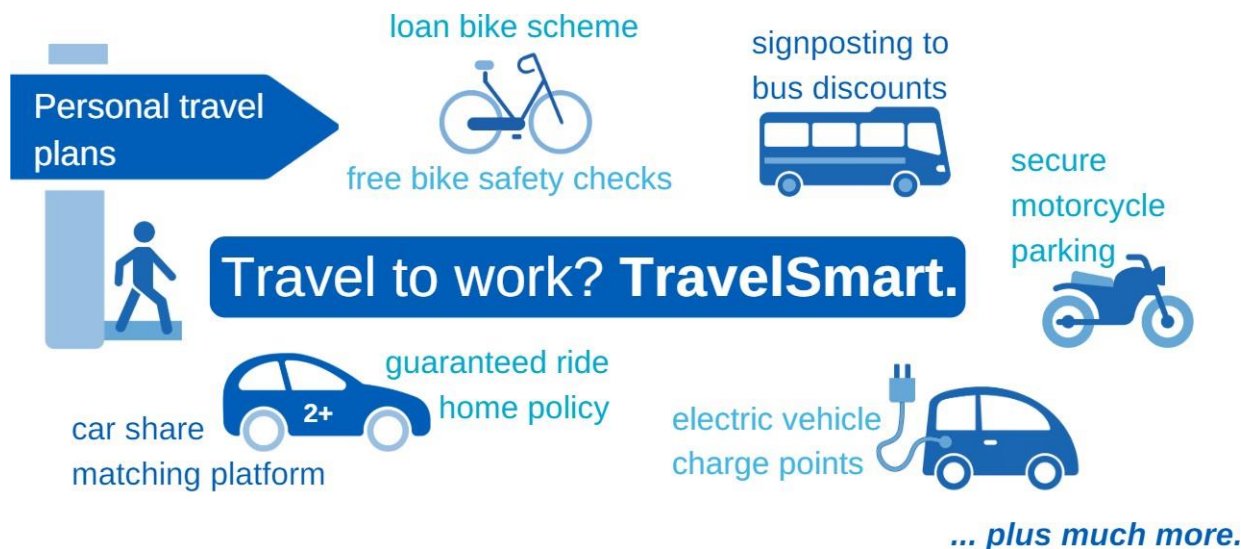 loan bike scheme
signposting to
bus discounts
Personal travel
plans
free bike safety checks
secure
motorcycle
parking
Travel to work? TravelSmart.
guaranteed ride
home policy
2+
car share
matching platform
electric vehicle
charge points
... plus much more.